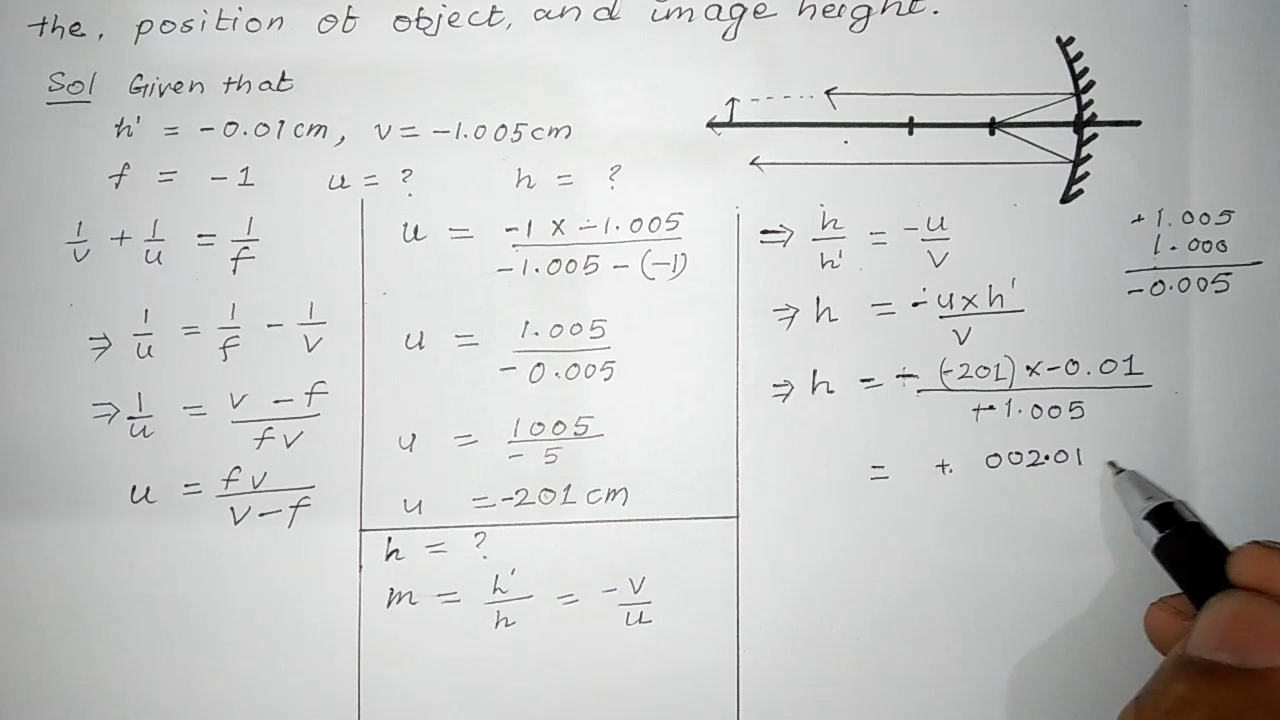 the, position of object, and image height.
Sol Given that
h' = -0.01cm, v = -1.005cm
f = -1 u = ? h = ?
1/v + 1/u = 1/f
⇒ 1/u = 1/f - 1/v
⇒ 1/u = v - f / fv
u = fv / v-f
u = -1 x -1.005 / -1.005 - (-1)
u = 1.005 / -0.005
u = 1005 / -5
u = -201 cm
h = ?
m = h'/h = -v/u
⇒ h/h' = -u/v
⇒ h = -u x h' / v
⇒ h = - (-201) x -0.01 / -1.005
= + 002.01
+ 1.005
1.000
-0.005